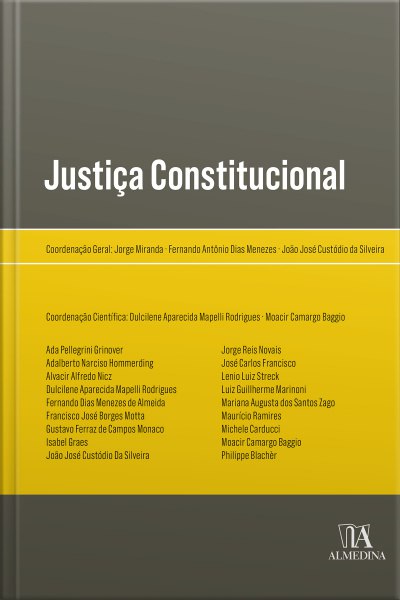 Justiça Constitucional
Coordenação Geral: Jorge Miranda · Fernando Antônio Dias Menezes · João José Custódio da Silveira
Coordenação Científica: Dulcilene Aparecida Mapelli Rodrigues · Moacir Camargo Baggio
Ada Pellegrini Grinover
Adalberto Narciso Hommerding
Alvacir Alfredo Nicz
Dulcilene Aparecida Mapelli Rodrigues
Fernando Dias Menezes de Almeida
Francisco José Borges Motta
Gustavo Ferraz de Campos Monaco
Isabel Graes
João José Custódio Da Silveira
Jorge Reis Novais
José Carlos Francisco
Lenio Luiz Streck
Luiz Guillherme Marinoni
Mariana Augusta dos Santos Zago
Maurício Ramires
Michele Carducci
Moacir Camargo Baggio
Philippe Blachèr
ALMEDINA